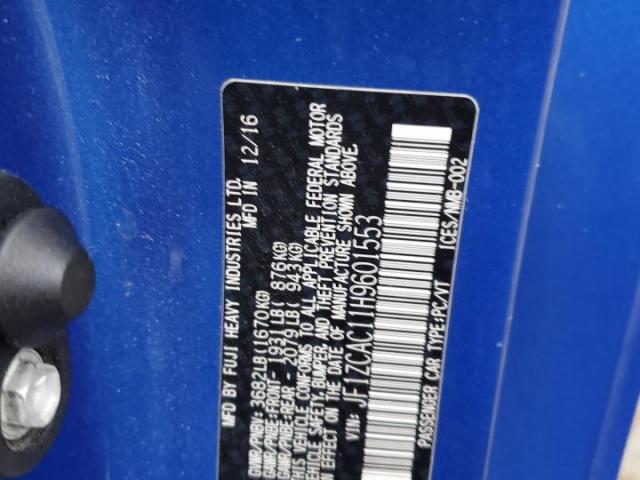 MFD BY FUJI HEAVY INDUSTRIES LTD.
MFD IN 12/16
GVWR/PNBV: 3682LB(1670KG)
GAWR/PNBE:FRONT- 1931LB( 876KG)
GAWR/PNBE:REAR - 2079LB( 943KG)
THIS VEHICLE CONFORMS TO ALL APPLICABLE FEDERAL MOTOR
VEHICLE SAFETY, BUMPER, AND THEFT PREVENTION STANDARDS
IN EFFECT ON THE DATE OF MANUFACTURE SHOWN ABOVE.
VIN: JF1ZCAC11H9601553
PASSENGER CAR TYPE:PC/VT
ICES/NMB-002